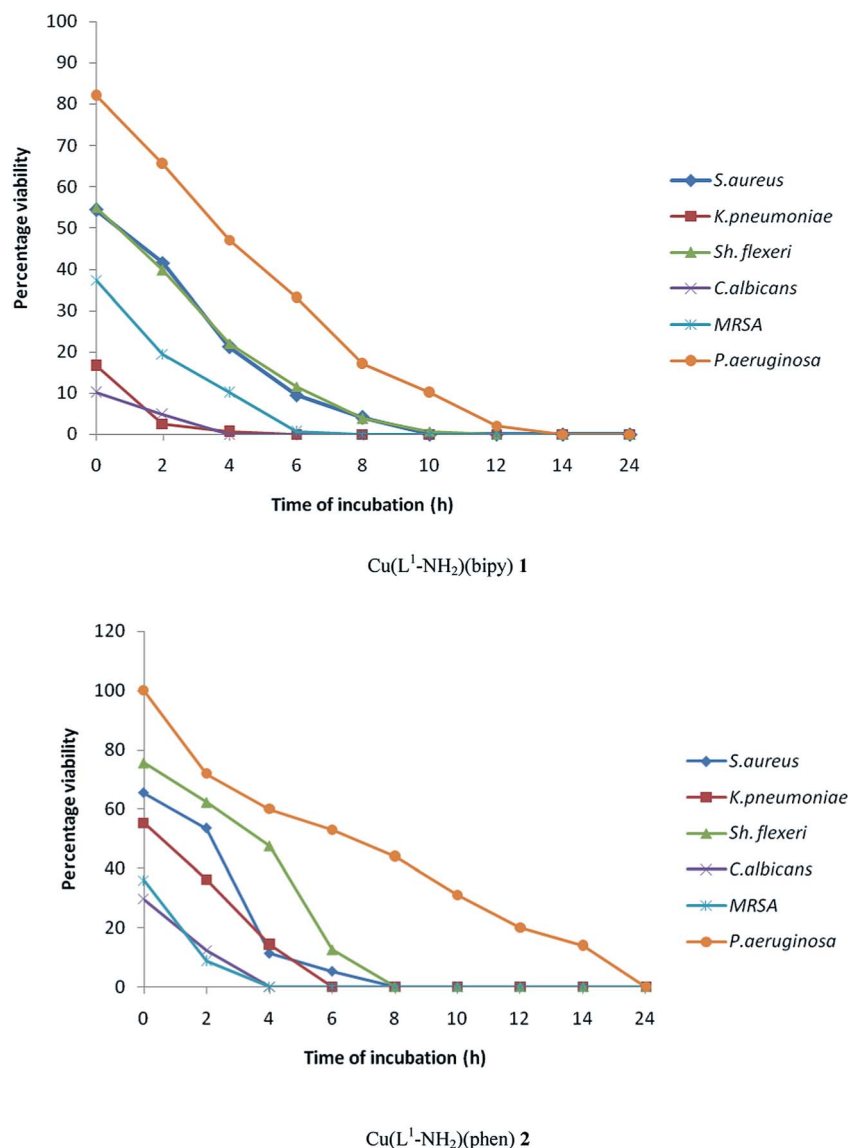 100
90
80
70
60
50
40
30
20
10
0
Percentage viability
0 2 4 6 8 10 12 14 24
Time of incubation (h)
S.aureus
K.pneumoniae
Sh.flexeri
C.albicans
MRSA
P.aeruginosa
Cu(L¹-NH₂)(bipy) 1
120
100
80
60
40
20
0
Percentage viability
0 2 4 6 8 10 12 14 24
Time of incubation (h)
S.aureus
K.pneumoniae
Sh.flexeri
C.albicans
MRSA
P.aeruginosa
Cu(L¹-NH₂)(phen) 2